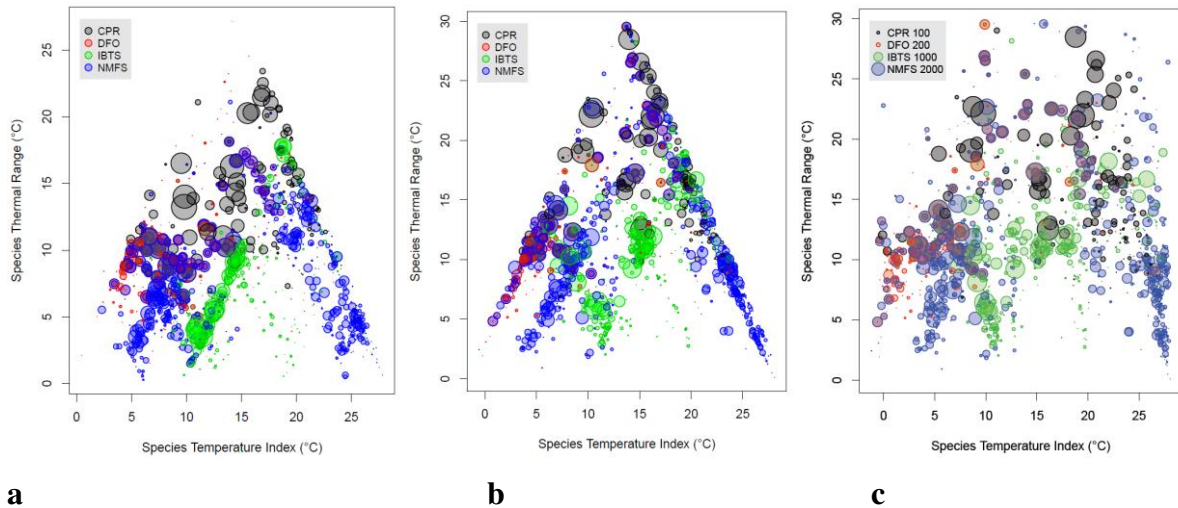 CPR
DFO
IBTS
NMFS
Species Thermal Range (°C)
25
20
15
10
5
0
0 5 10 15 20 25
Species Temperature Index (°C)
a
CPR
DFO
IBTS
NMFS
Species Thermal Range (°C)
30
25
20
15
10
5
0
0 5 10 15 20 25
Species Temperature Index (°C)
b
CPR 100
DFO 200
IBTS 1000
NMFS 2000
Species Thermal Range (°C)
30
25
20
15
10
5
0
0 5 10 15 20 25
Species Temperature Index (°C)
c